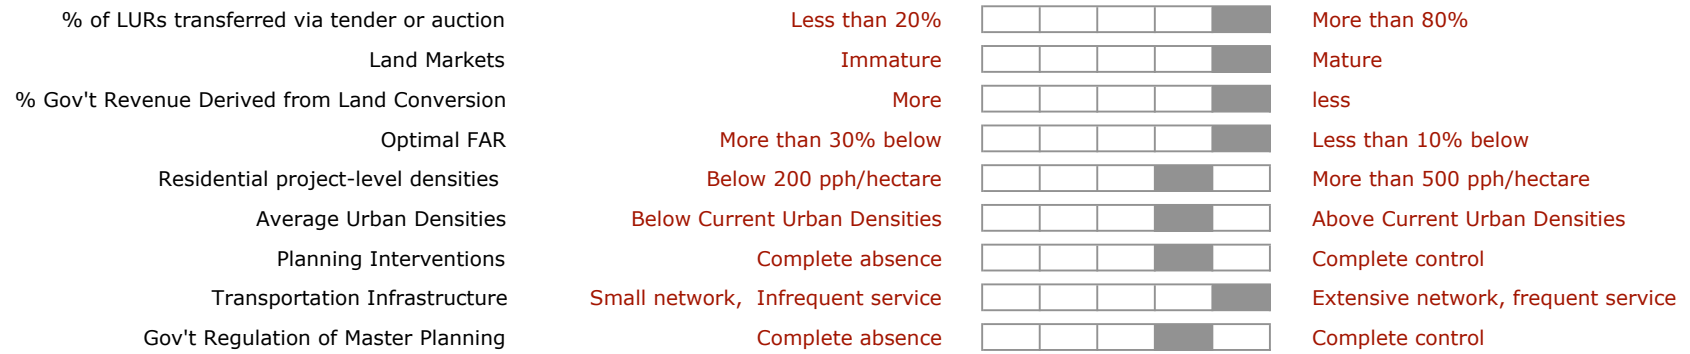 % of LURs transferred via tender or auction Less than 20% More than 80%
Land Markets Immature Mature
% Gov't Revenue Derived from Land Conversion More less
Optimal FAR More than 30% below Less than 10% below
Residential project-level densities Below 200 pph/hectare More than 500 pph/hectare
Average Urban Densities Below Current Urban Densities Above Current Urban Densities
Planning Interventions Complete absence Complete control
Transportation Infrastructure Small network, Infrequent service Extensive network, frequent service
Gov't Regulation of Master Planning Complete absence Complete control